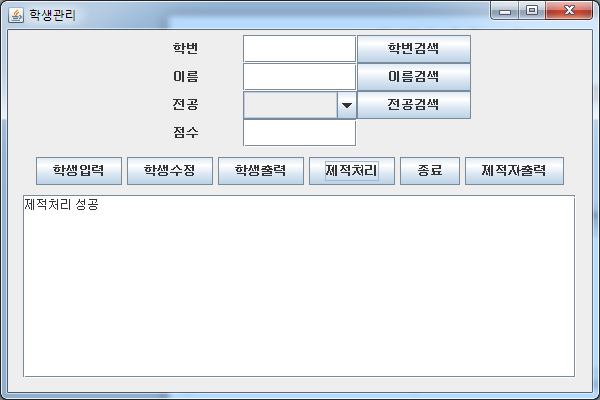 학생관리
학번 학번검색
이름 이름검색
전공 전공검색
점수
학생입력 학생수정 학생출력 제적처리 종료 제적자출력
제적처리 성공